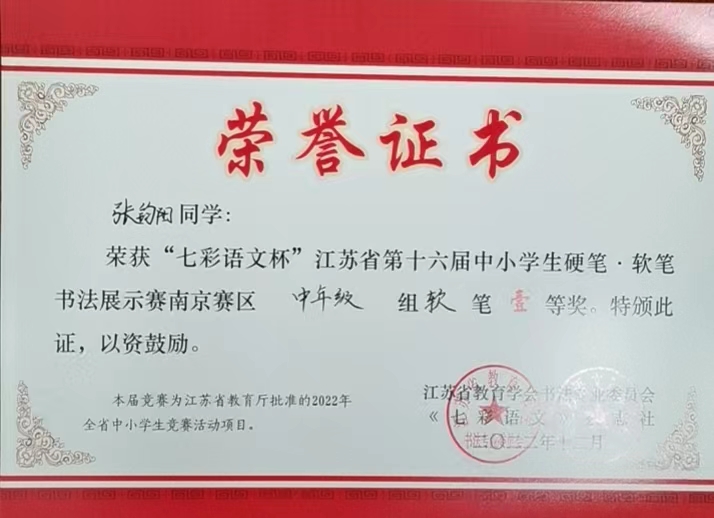 荣誉证书
张韵阳同学：
荣获“七彩语文杯”江苏省第十六届中小学生硬笔·软笔
书法展示赛南京赛区 中年级 组软笔壹等奖。特颁此
证，以资鼓励。
本届竞赛为江苏省教育厅批准的2022年
全省中小学生竞赛活动项目。
江苏省教育学会书法专业委员会
《七彩语文》杂志社
二〇二二年十二月